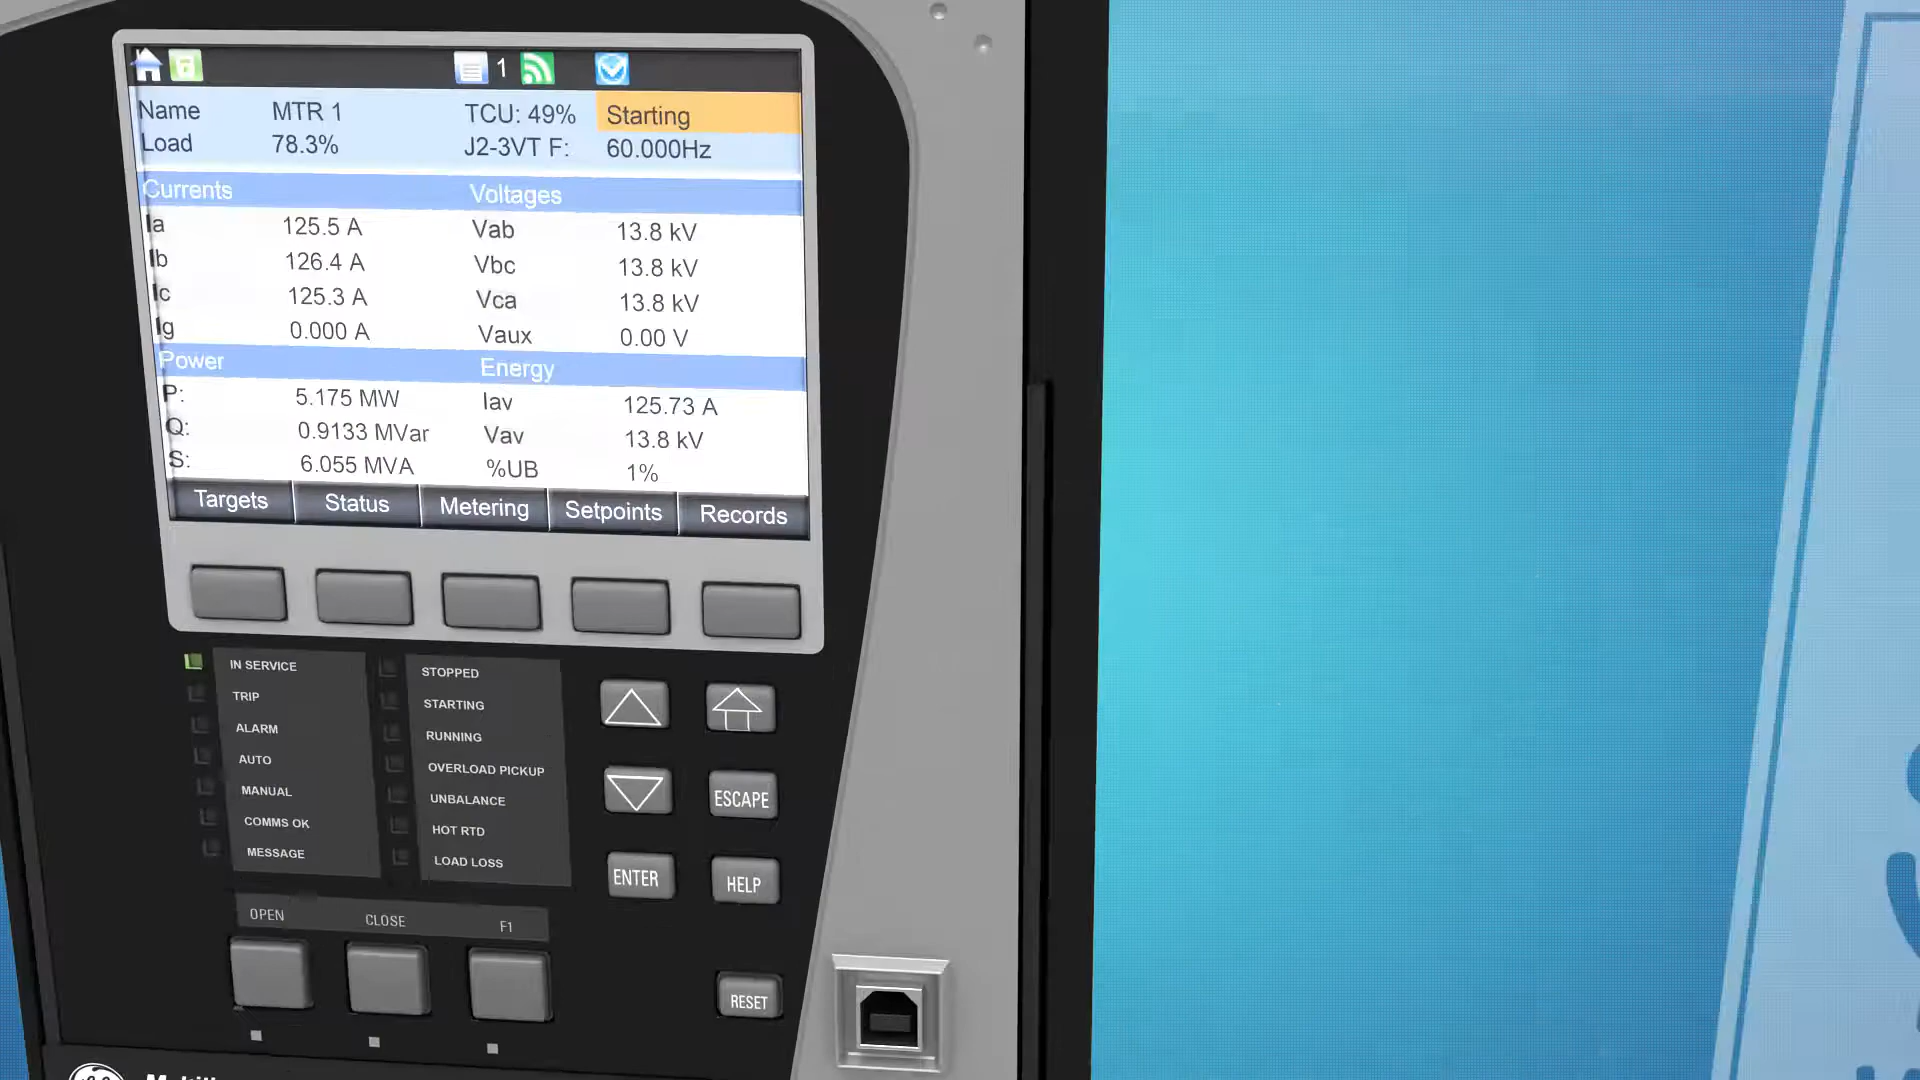 1
Name MTR 1 TCU: 49% Starting
Load 78.3% J2-3VT F: 60.000Hz
Currents Voltages
Ia 125.5 A Vab 13.8 kV
Ib 126.4 A Vbc 13.8 kV
Ic 125.3 A Vca 13.8 kV
Ig 0.000 A Vaux 0.00 V
Power Energy
P: 5.175 MW Iav 125.73 A
Q: 0.9133 MVar Vav 13.8 kV
S: 6.055 MVA %UB 1%
Targets Status Metering Setpoints Records
IN SERVICE
TRIP
ALARM
AUTO
MANUAL
COMMS OK
MESSAGE
STOPPED
STARTING
RUNNING
OVERLOAD PICKUP
UNBALANCE
HOT RTD
LOAD LOSS
ESCAPE
ENTER HELP
OPEN CLOSE F1
RESET